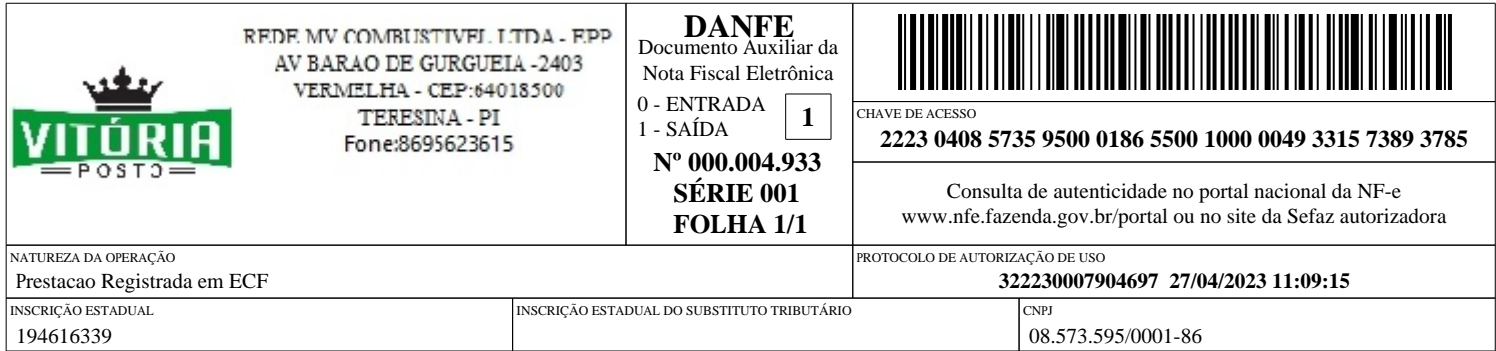 VITÓRIA
POSTO
REDE MV COMBUSTIVEL LTDA - EPP
AV BARAO DE GURGUEIA -2403
VERMELHA - CEP:64018500
TERESINA - PI
Fone:8695623615
DANFE
Documento Auxiliar da
Nota Fiscal Eletrônica
0 - ENTRADA
1 - SAÍDA
1
Nº 000.004.933
SÉRIE 001
FOLHA 1/1
CHAVE DE ACESSO
2223 0408 5735 9500 0186 5500 1000 0049 3315 7389 3785
Consulta de autenticidade no portal nacional da NF-e
www.nfe.fazenda.gov.br/portal ou no site da Sefaz autorizadora
NATUREZA DA OPERAÇÃO
Prestacao Registrada em ECF
PROTOCOLO DE AUTORIZAÇÃO DE USO
322230007904697 27/04/2023 11:09:15
INSCRIÇÃO ESTADUAL
194616339
INSCRIÇÃO ESTADUAL DO SUBSTITUTO TRIBUTÁRIO
CNPJ
08.573.595/0001-86